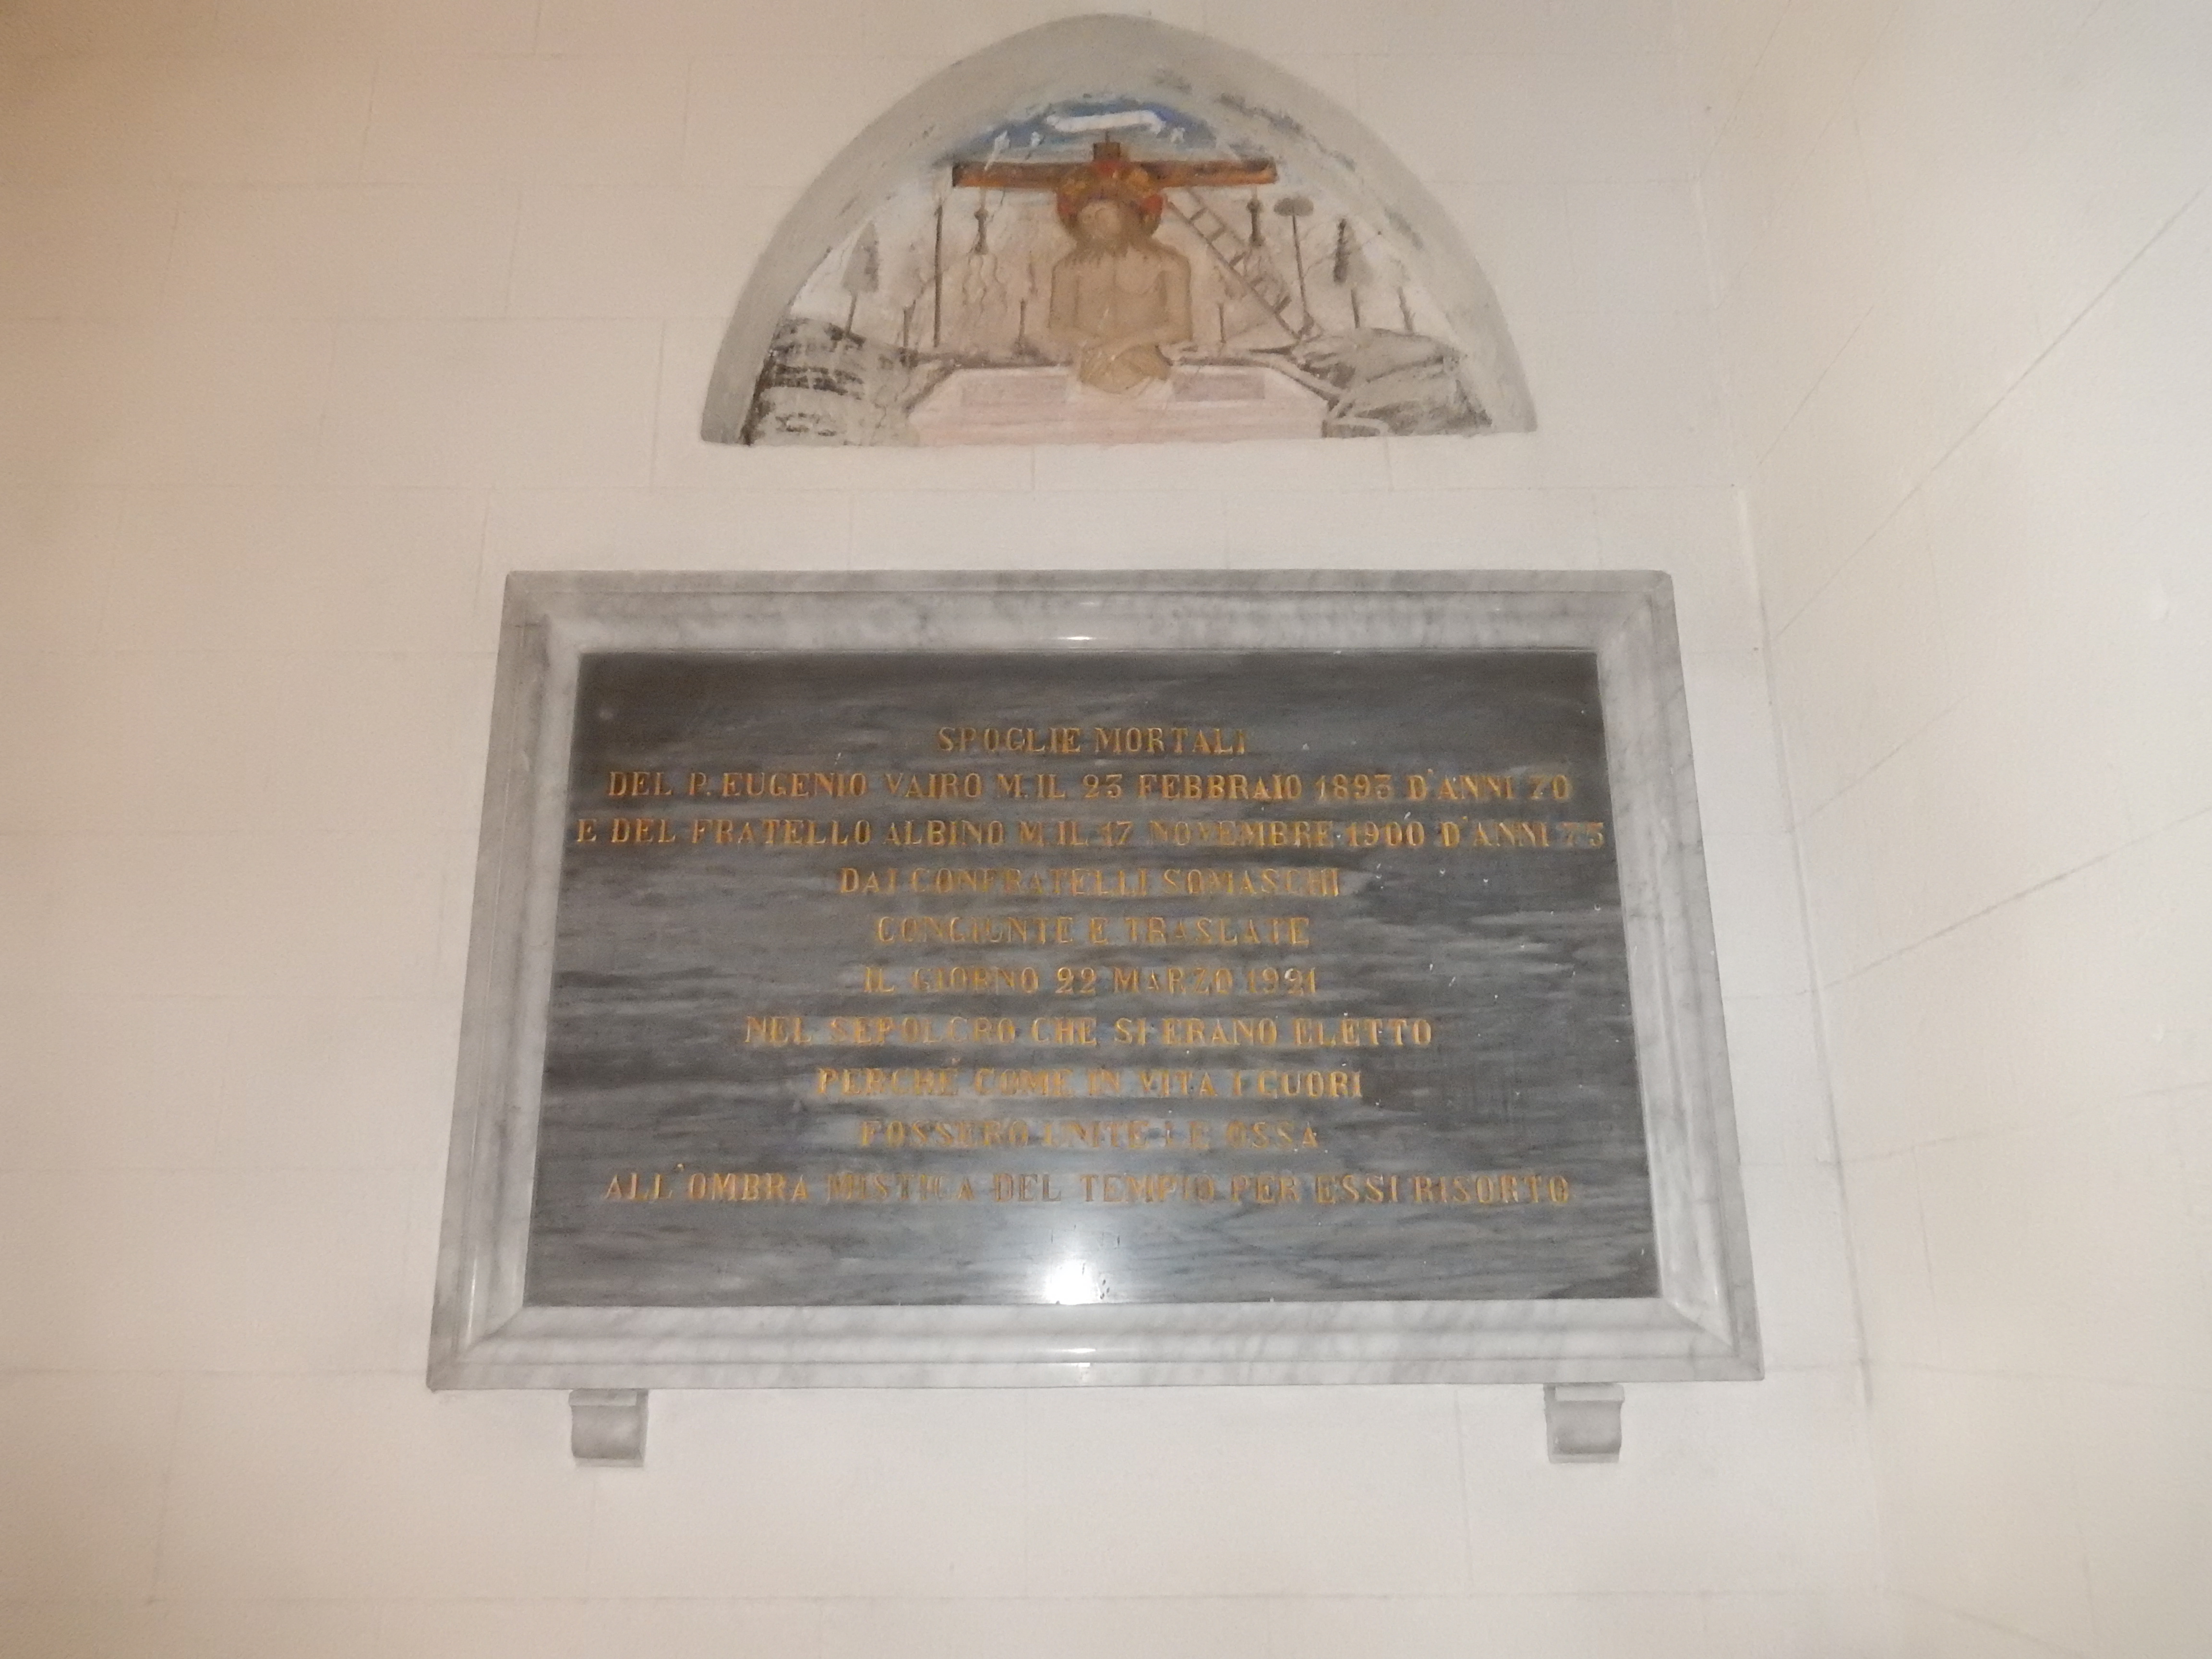 SPOGLIE MORTALI
DEL P. EUGENIO VAIRO M. IL 23 FEBBRAIO 1893 D'ANNI 70
E DEL FRATELLO ALBINO M. IL 17 NOVEMBRE 1900 D'ANNI 73
DAI CONFRATELLI SOMASCHI
CONGIUNTE E TRASLATE
IL GIORNO 22 MARZO 1921
NEL SEPOLCRO CHE SI ERANO ELETTO
PERCHÉ COME IN VITA I CUORI
FOSSERO UNITE LE OSSA
ALL'OMBRA MISTICA DEL TEMPIO PER ESSI RISORTO